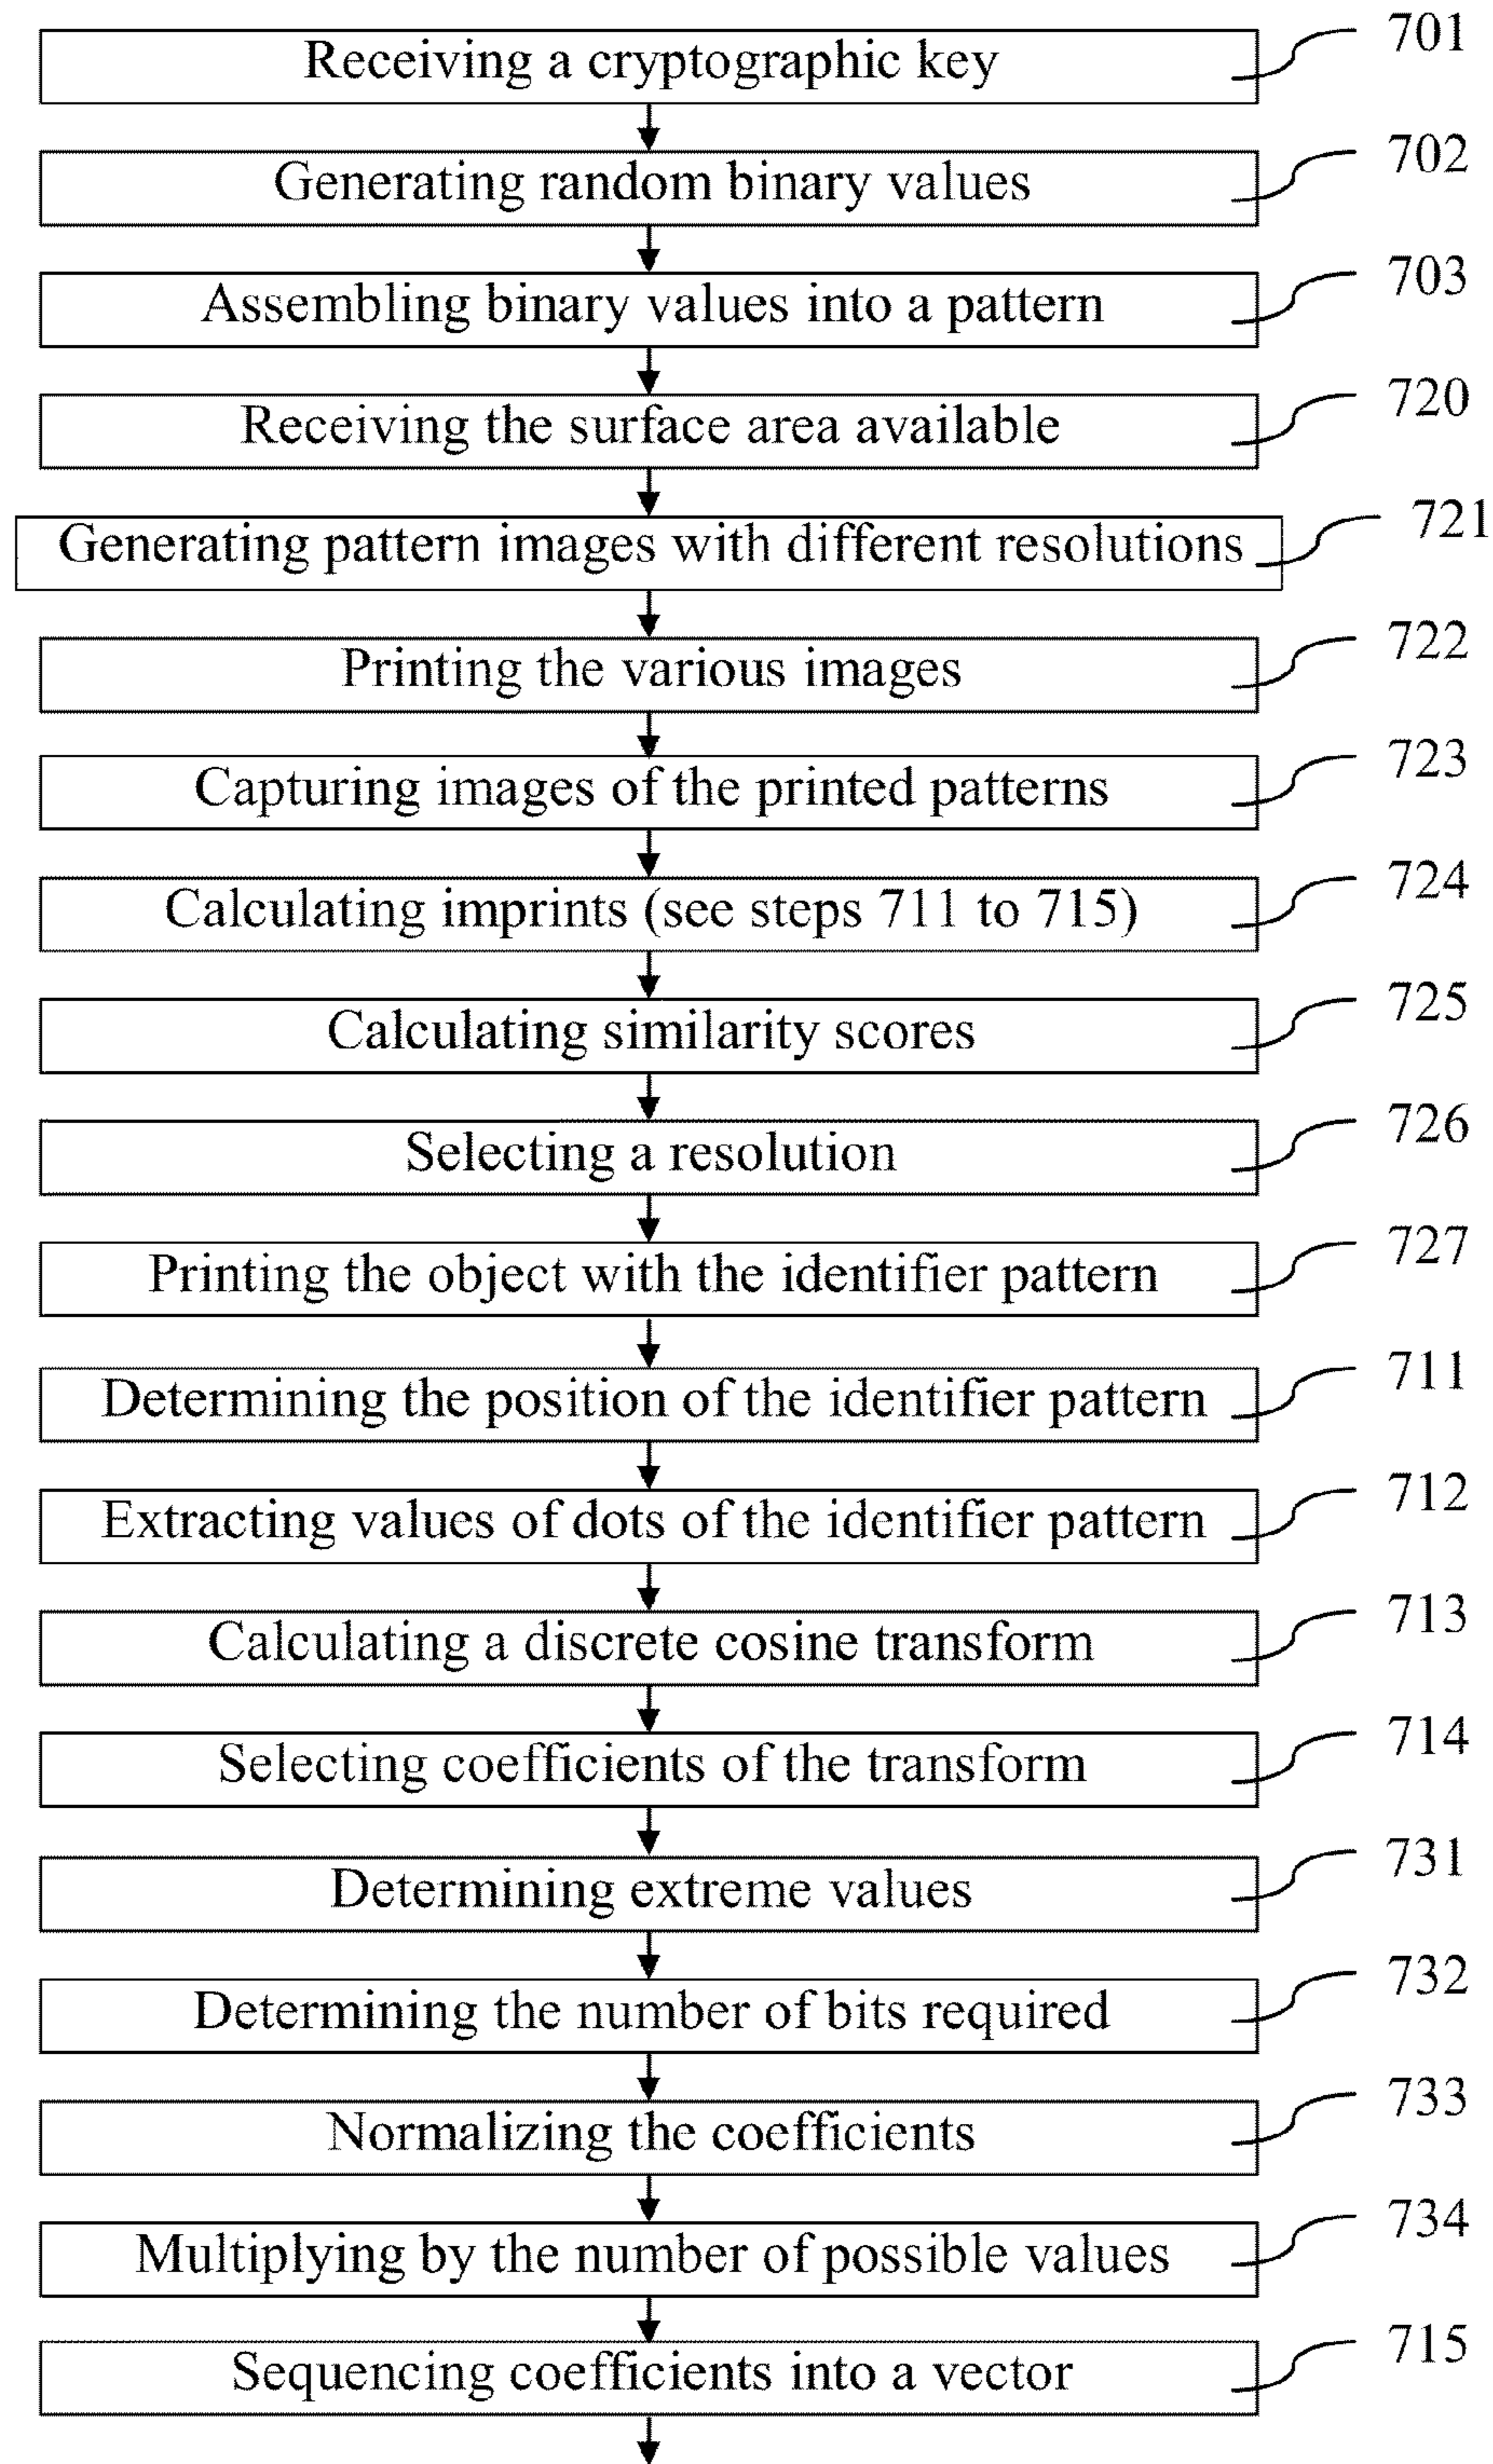 Receiving a cryptographic key 701
Generating random binary values 702
Assembling binary values into a pattern 703
Receiving the surface area available 720
Generating pattern images with different resolutions 721
Printing the various images 722
Capturing images of the printed patterns 723
Calculating imprints (see steps 711 to 715) 724
Calculating similarity scores 725
Selecting a resolution 726
Printing the object with the identifier pattern 727
Determining the position of the identifier pattern 711
Extracting values of dots of the identifier pattern 712
Calculating a discrete cosine transform 713
Selecting coefficients of the transform 714
Determining extreme values 731
Determining the number of bits required 732
Normalizing the coefficients 733
Multiplying by the number of possible values 734
Sequencing coefficients into a vector 715